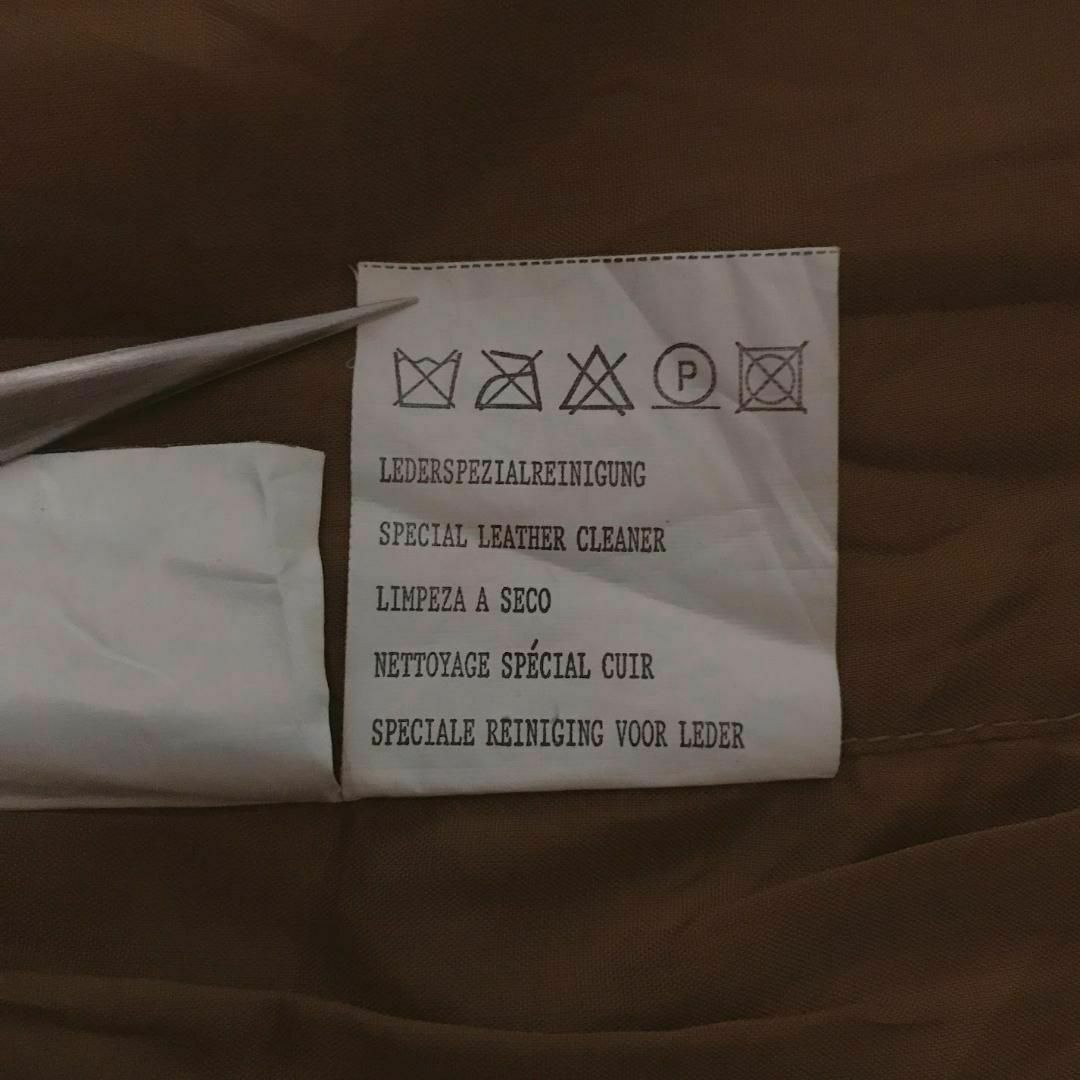 P
LEDERSPEZIALREINIGUNG
SPECIAL LEATHER CLEANER
LIMPEZA A SECO
NETTOYAGE SPÉCIAL CUIR
SPECIALE REINIGING VOOR LEDER